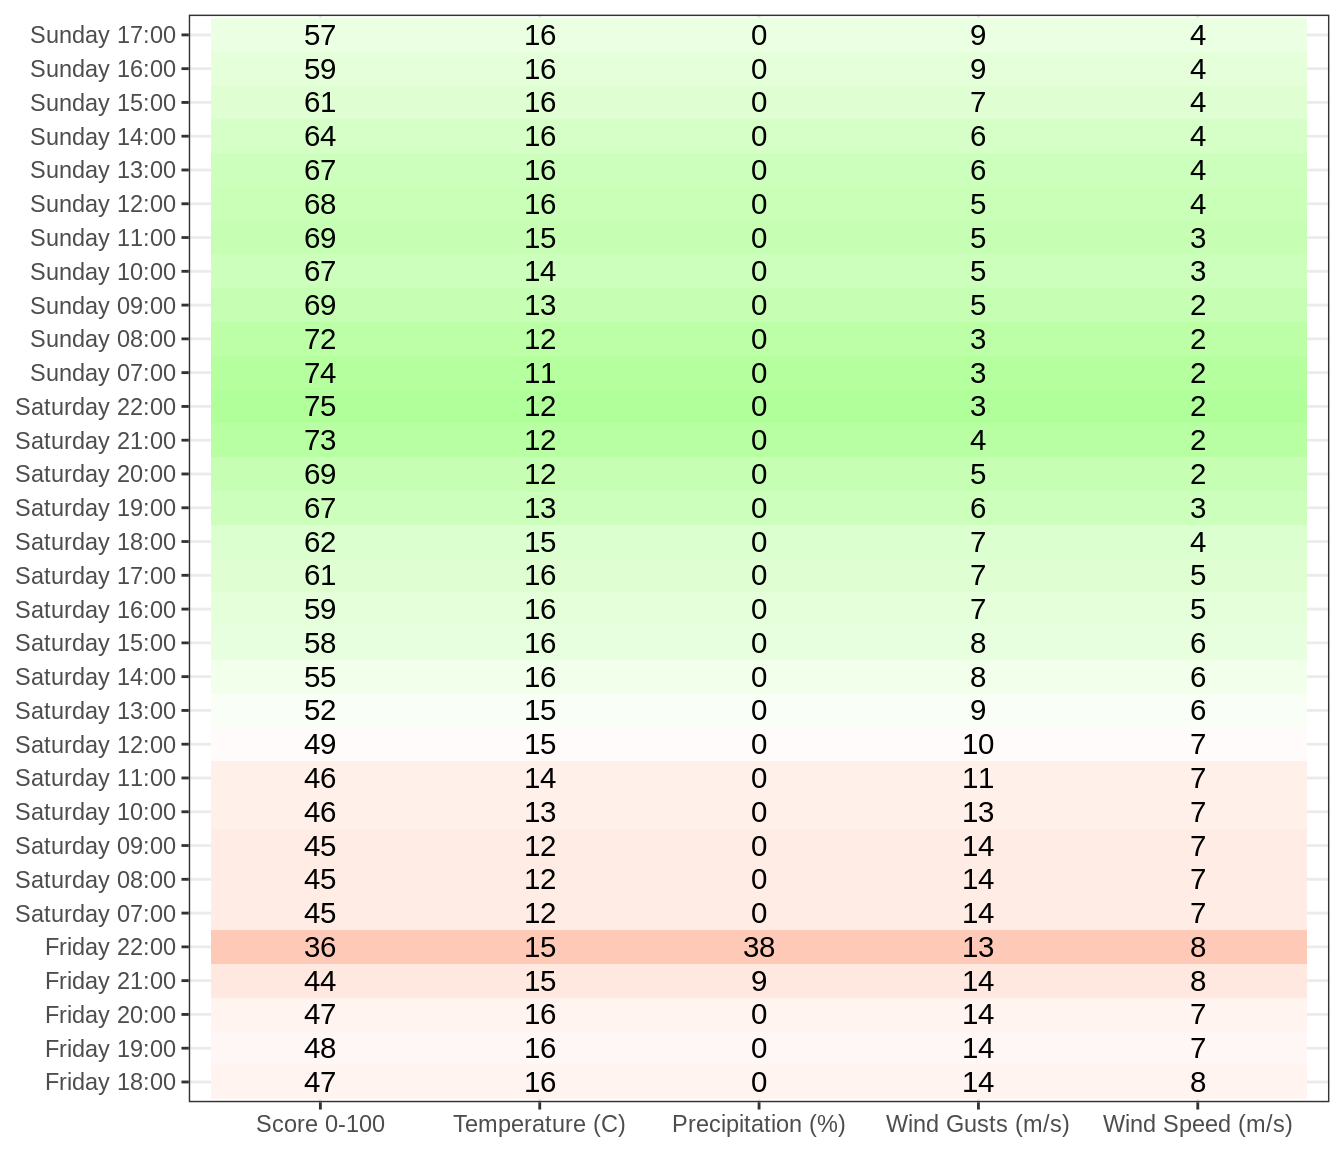 Sunday 17:00 57 16 0 9 4
Sunday 16:00 59 16 0 9 4
Sunday 15:00 61 16 0 7 4
Sunday 14:00 64 16 0 6 4
Sunday 13:00 67 16 0 6 4
Sunday 12:00 68 16 0 5 4
Sunday 11:00 69 15 0 5 3
Sunday 10:00 67 14 0 5 3
Sunday 09:00 69 13 0 5 2
Sunday 08:00 72 12 0 3 2
Sunday 07:00 74 11 0 3 2
Saturday 22:00 75 12 0 3 2
Saturday 21:00 73 12 0 4 2
Saturday 20:00 69 12 0 5 2
Saturday 19:00 67 13 0 6 3
Saturday 18:00 62 15 0 7 4
Saturday 17:00 61 16 0 7 5
Saturday 16:00 59 16 0 7 5
Saturday 15:00 58 16 0 8 6
Saturday 14:00 55 16 0 8 6
Saturday 13:00 52 15 0 9 6
Saturday 12:00 49 15 0 10 7
Saturday 11:00 46 14 0 11 7
Saturday 10:00 46 13 0 13 7
Saturday 09:00 45 12 0 14 7
Saturday 08:00 45 12 0 14 7
Saturday 07:00 45 12 0 14 7
Friday 22:00 36 15 38 13 8
Friday 21:00 44 15 9 14 8
Friday 20:00 47 16 0 14 7
Friday 19:00 48 16 0 14 7
Friday 18:00 47 16 0 14 8
Score 0-100 Temperature (C) Precipitation (%) Wind Gusts (m/s) Wind Speed (m/s)